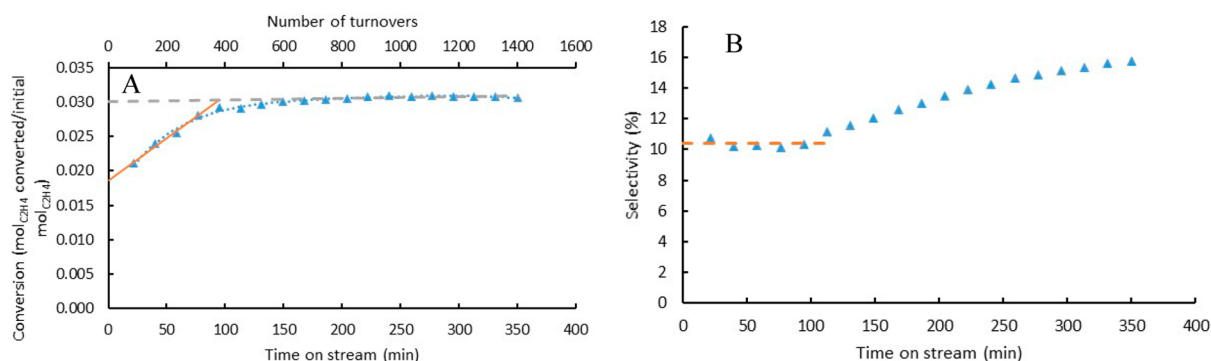 Number of turnovers
0 200 400 600 800 1000 1200 1400 1600
A
0.035
0.030
0.025
0.020
0.015
0.010
0.005
0.000
Conversion (mol_C2H4 converted/initial
mol_C2H4)
0 50 100 150 200 250 300 350 400
Time on stream (min)
B
18
16
14
12
10
8
6
4
2
0
Selectivity (%)
0 50 100 150 200 250 300 350 400
Time on stream (min)